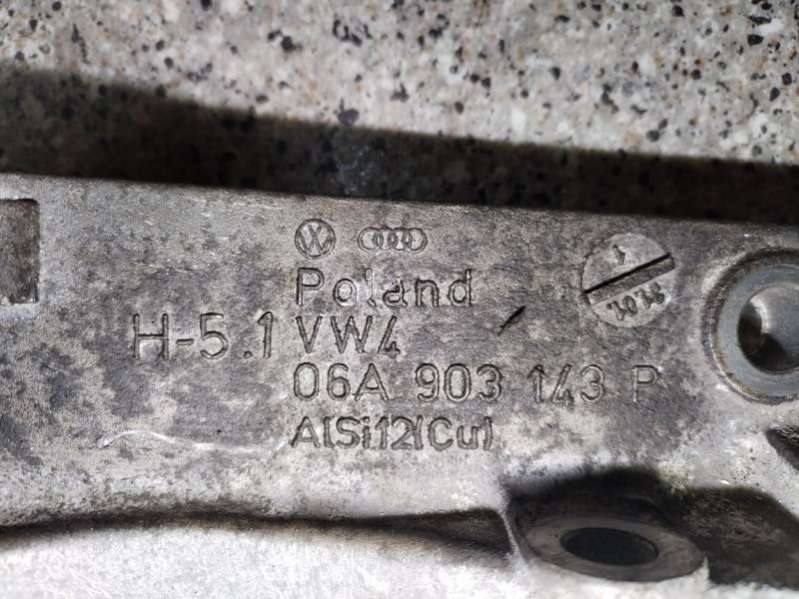 Poland
H-5.1 VW4
06A 903 143 P
AlSi12(Cu)